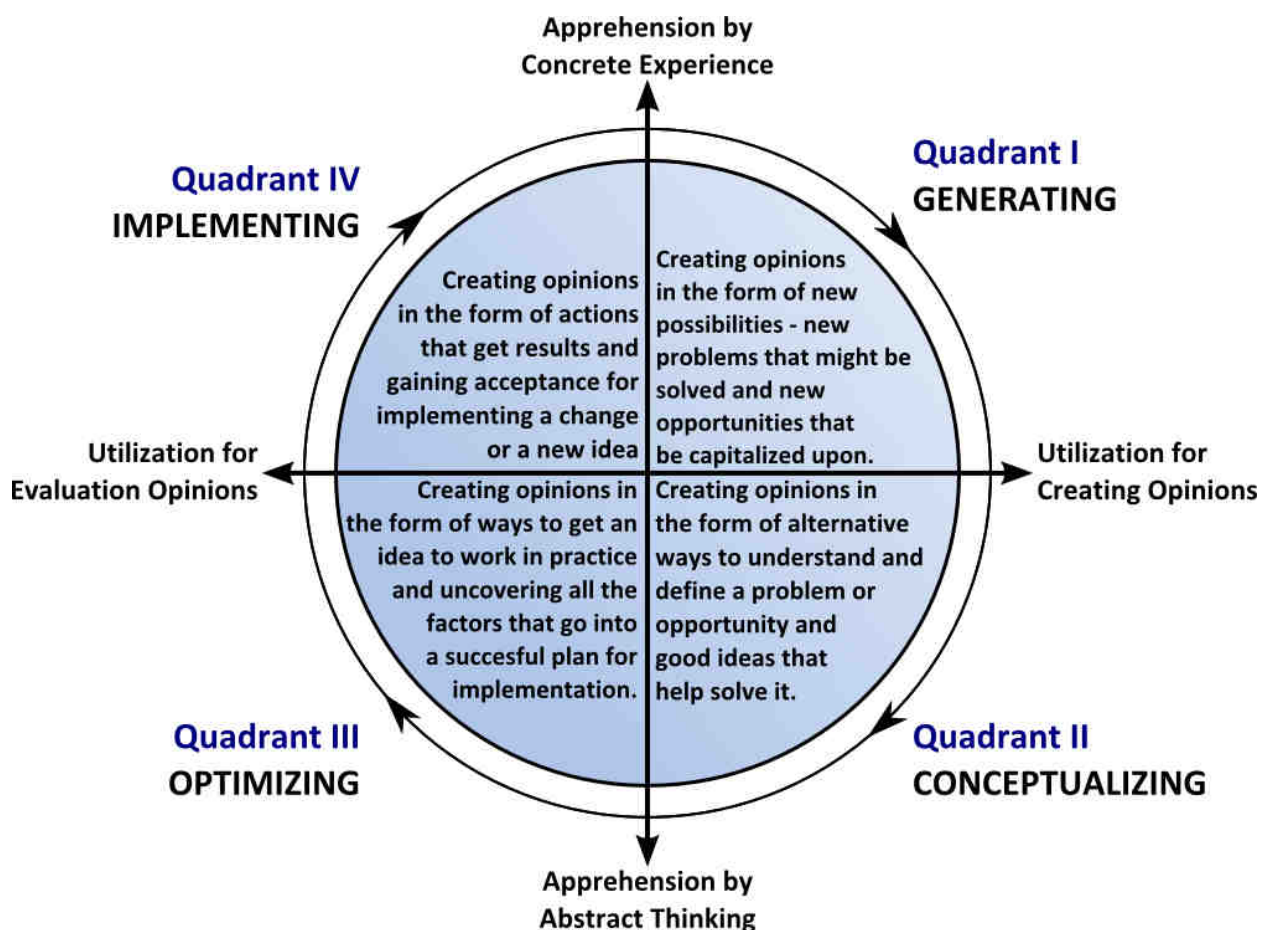 Apprehension by
Concrete Experience
Quadrant IV
IMPLEMENTING
Quadrant I
GENERATING
Creating opinions
in the form of actions
that get results and
gaining acceptance for
implementing a change
or a new idea
Creating opinions
in the form of new
possibilities - new
problems that might be
solved and new
opportunities that
be capitalized upon.
Utilization for
Evaluation Opinions
Utilization for
Creating Opinions
Creating opinions in
the form of ways to get an
idea to work in practice
and uncovering all the
factors that go into
a succesful plan for
implementation.
Creating opinions in
the form of alternative
ways to understand and
define a problem or
opportunity and
good ideas that
help solve it.
Quadrant III
OPTIMIZING
Quadrant II
CONCEPTUALIZING
Apprehension by
Abstract Thinking